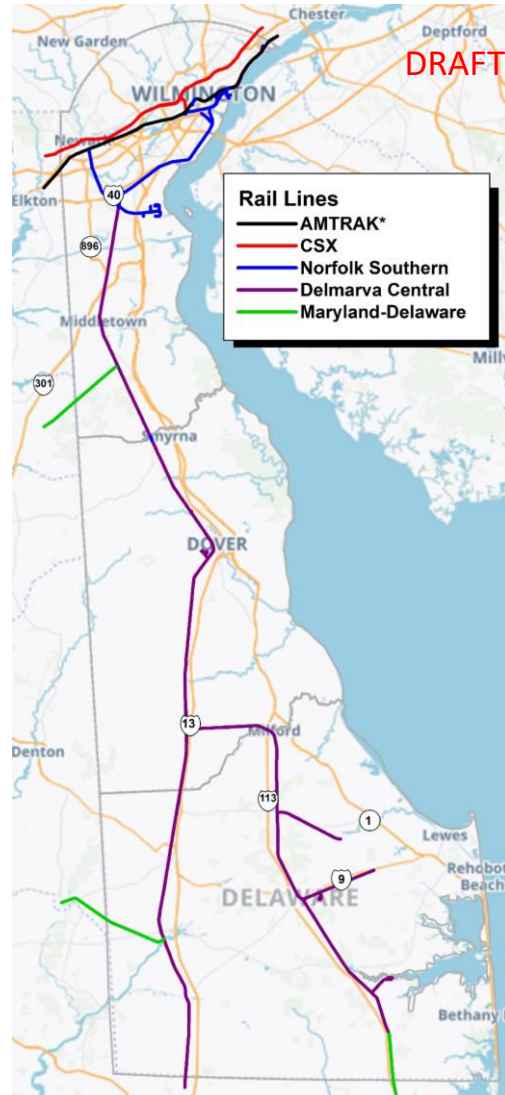 Chester
New Garden
Deptford
DRAFT
WILMINGTON
Newark
Elkton
40
896
Rail Lines
AMTRAK*
CSX
Norfolk Southern
Delmarva Central
Maryland-Delaware
Middletown
301
Smyrna
DOVER
13
Milford
Denton
113
1
Lewes
9
Rehobot
Beach
DELAWARE
Bethany